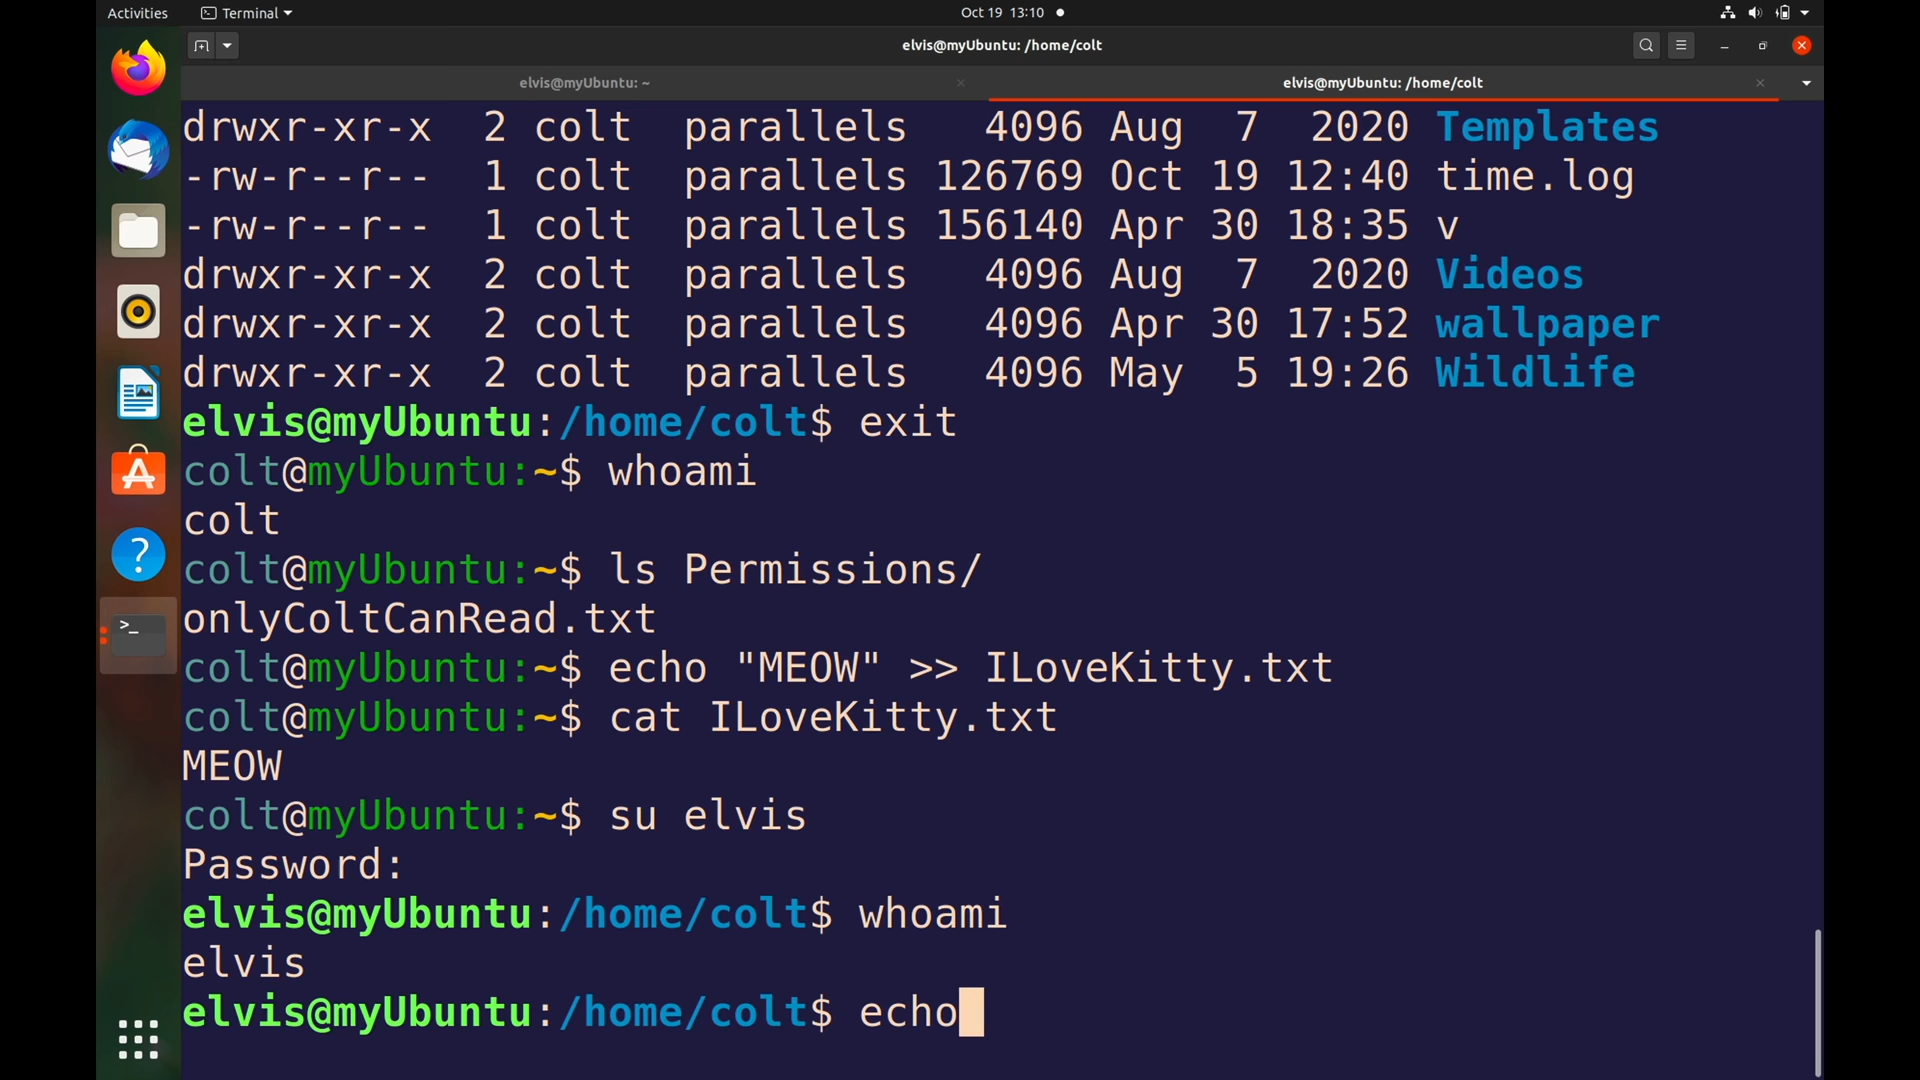 Activities Terminal Oct 19 13:10
elvis@myUbuntu: /home/colt
elvis@myUbuntu: ~ elvis@myUbuntu: /home/colt
drwxr-xr-x  2 colt  parallels   4096 Aug  7  2020 Templates
-rw-r--r--  1 colt  parallels 126769 Oct 19 12:40 time.log
-rw-r--r--  1 colt  parallels 156140 Apr 30 18:35 v
drwxr-xr-x  2 colt  parallels   4096 Aug  7  2020 Videos
drwxr-xr-x  2 colt  parallels   4096 Apr 30 17:52 wallpaper
drwxr-xr-x  2 colt  parallels   4096 May  5 19:26 Wildlife
elvis@myUbuntu:/home/colt$ exit
colt@myUbuntu:~$ whoami
colt
colt@myUbuntu:~$ ls Permissions/
onlyColtCanRead.txt
colt@myUbuntu:~$ echo "MEOW" >> ILoveKitty.txt
colt@myUbuntu:~$ cat ILoveKitty.txt
MEOW
colt@myUbuntu:~$ su elvis
Password:
elvis@myUbuntu:/home/colt$ whoami
elvis
elvis@myUbuntu:/home/colt$ echo